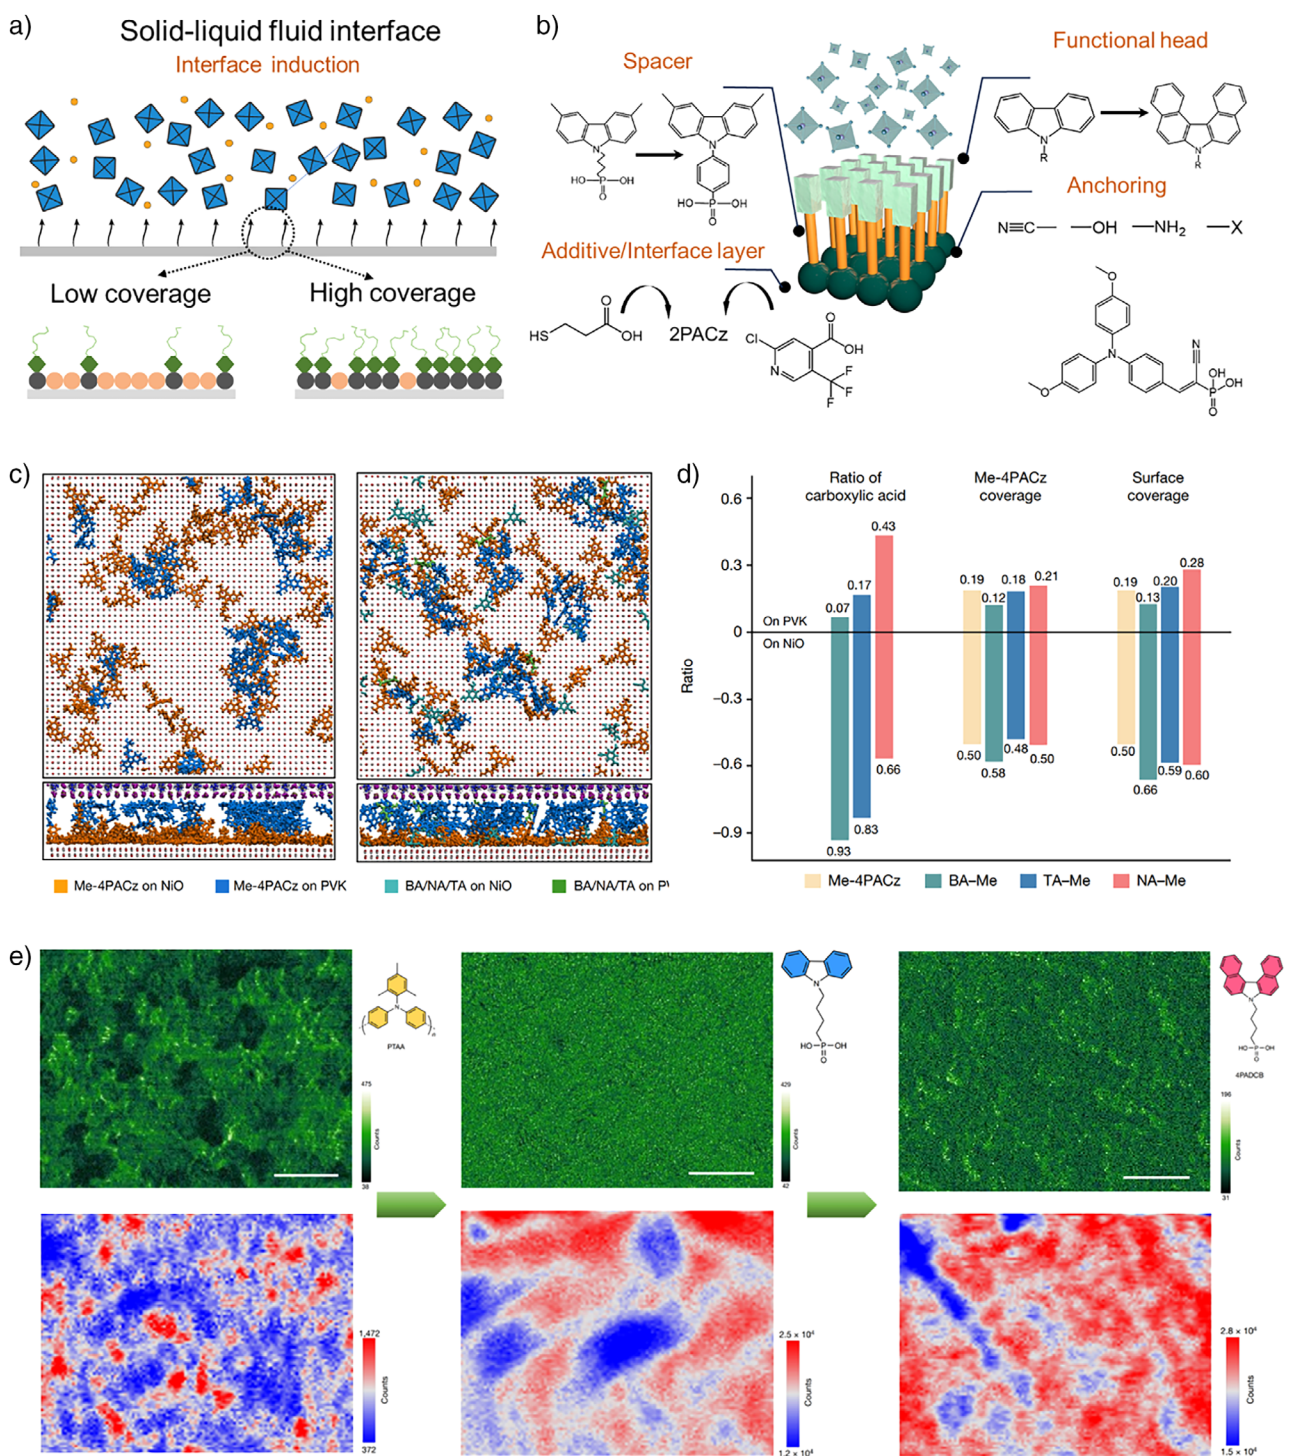 a)
Solid-liquid fluid interface
Interface induction
Low coverage
High coverage
b)
Spacer
Functional head
N
HO
P
OH
O
N
HO
P
OH
O
N
R
N
R
Anchoring
N≡C—
—OH
—NH2
—X
Additive/Interface layer
HS
O
OH
2PACz
Cl
N
O
OH
F
F
F
O
O
N
N
OH
P
OH
O
c)
Me-4PACz on NiO
Me-4PACz on PVK
BA/NA/TA on NiO
BA/NA/TA on P
d)
Ratio of
carboxylic acid
Me-4PACz
coverage
Surface
coverage
Ratio
0.6
0.3
0
−0.3
−0.6
−0.9
On PVK
On NiO
0.07
0.17
0.43
0.19
0.12
0.18
0.21
0.19
0.13
0.20
0.28
0.93
0.83
0.66
0.50
0.58
0.48
0.50
0.50
0.66
0.59
0.60
Me-4PACz
BA–Me
TA–Me
NA–Me
e)
N
n
PTAA
475
Counts
38
N
HO
P
OH
O
429
Counts
42
N
HO
P
OH
O
4PADCB
196
Counts
31
1,472
Counts
372
2.5 × 10⁴
Counts
1.2 × 10⁴
2.8 × 10⁴
Counts
1.5 × 10⁴